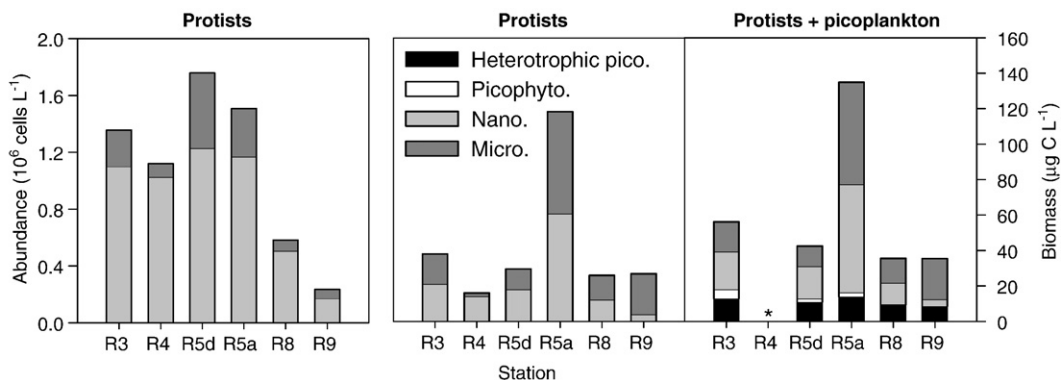 Protists
Protists
Protists + picoplankton
Abundance (10⁶ cells L⁻¹)
2.0
1.6
1.2
0.8
0.4
0.0
Heterotrophic pico.
Picophyto.
Nano.
Micro.
*
160
140
120
100
80
60
40
20
0
Biomass (µg C L⁻¹)
R3 R4 R5d R5a R8 R9
R3 R4 R5d R5a R8 R9
R3 R4 R5d R5a R8 R9
Station